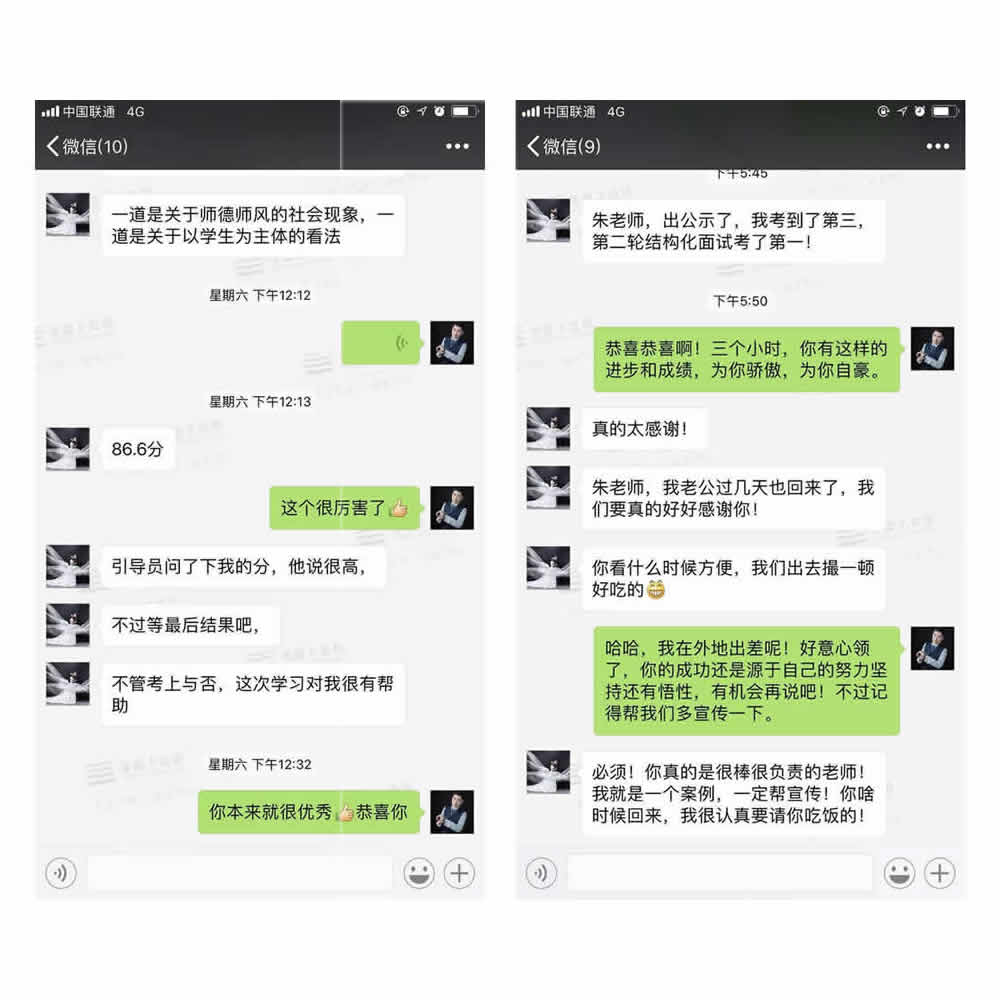 中国联通 4G
微信(10)
一道是关于师德师风的社会现象，一
道是关于以学生为主体的看法
星期六 下午12:12
星期六 下午12:13
86.6分
这个很厉害了👍
引导员问了下我的分，他说很高，
不过等最后结果吧，
不管考上与否，这次学习对我很有帮
助
星期六 下午12:32
你本来就很优秀👍恭喜你
中国联通 4G
微信(9)
下午5:45
朱老师，出公示了，我考到了第三，
第二轮结构化面试考了第一！
下午5:50
恭喜恭喜啊！三个小时，你有这样的
进步和成绩，为你骄傲，为你自豪。
真的太感谢！
朱老师，我老公过几天也回来了，我
们要真的好好感谢你！
你看什么时候方便，我们出去撮一顿
好吃的😁
哈哈，我在外地出差呢！好意心领
了，你的成功还是源于自己的努力坚
持还有悟性，有机会再说吧！不过记
得帮我们多宣传一下。
必须！你真的是很棒很负责的老师！
我就是一个案例，一定帮宣传！你啥
时候回来，我很认真要请你吃饭的！